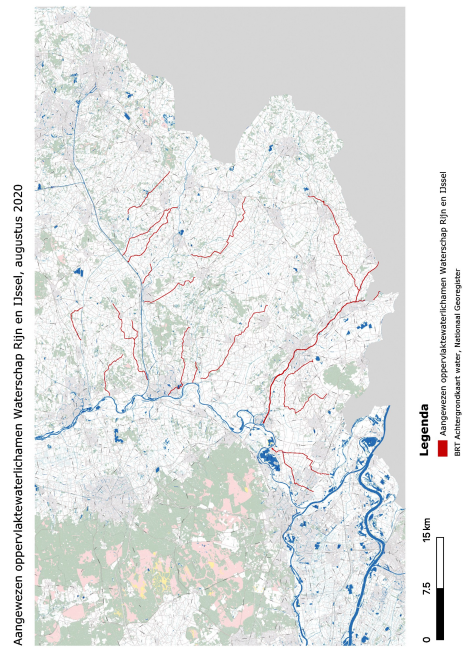 Aangewezen oppervlaktewaterlichamen Waterschap Rijn en IJssel, augustus 2020
Legenda
Aangewezen oppervlaktewaterlichamen Waterschap Rijn en IJssel
BRT Achtergrondkaart water, Nationaal Georegister
0 7.5 15 km